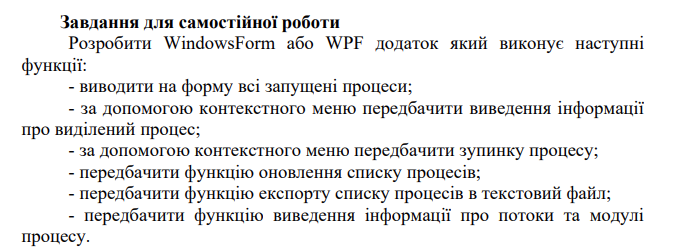 Завдання для самостійної роботи
Розробити WindowsForm або WPF додаток який виконує наступні
функції:
- виводити на форму всі запущені процеси;
- за допомогою контекстного меню передбачити виведення інформації
про виділений процес;
- за допомогою контекстного меню передбачити зупинку процесу;
- передбачити функцію оновлення списку процесів;
- передбачити функцію експорту списку процесів в текстовий файл;
- передбачити функцію виведення інформації про потоки та модулі
процесу.